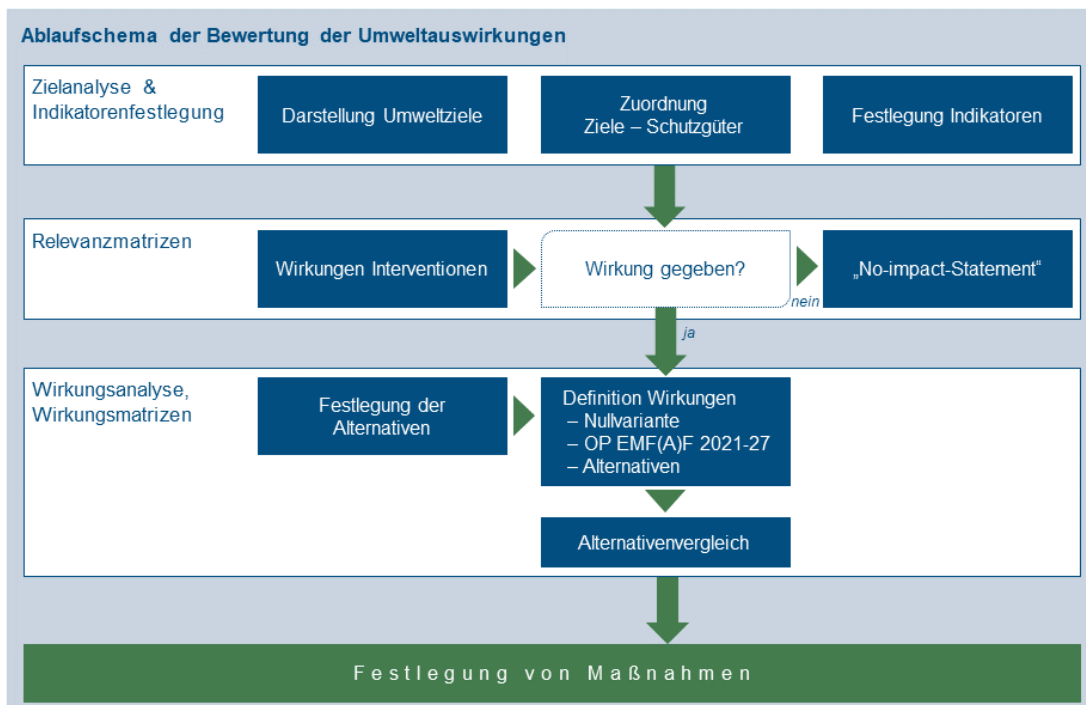 Ablaufschema der Bewertung der Umweltauswirkungen
Zielanalyse &
Indikatorenfestlegung
Darstellung Umweltziele
Zuordnung
Ziele – Schutzgüter
Festlegung Indikatoren
Relevanzmatrizen
Wirkungen Interventionen
Wirkung gegeben?
nein
„No-impact-Statement“
ja
Wirkungsanalyse,
Wirkungsmatrizen
Festlegung der
Alternativen
Definition Wirkungen
– Nullvariante
– OP EMF(A)F 2021-27
– Alternativen
Alternativenvergleich
Festlegung von Maßnahmen